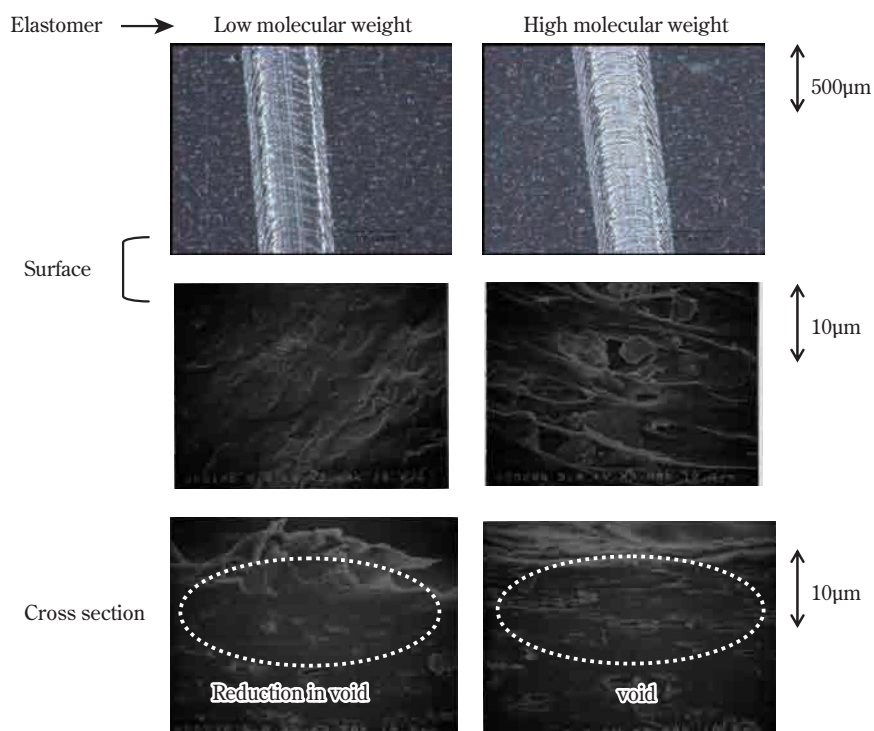 Elastomer
Low molecular weight
High molecular weight
500μm
Surface
10μm
Cross section
10μm
Reduction in void
void